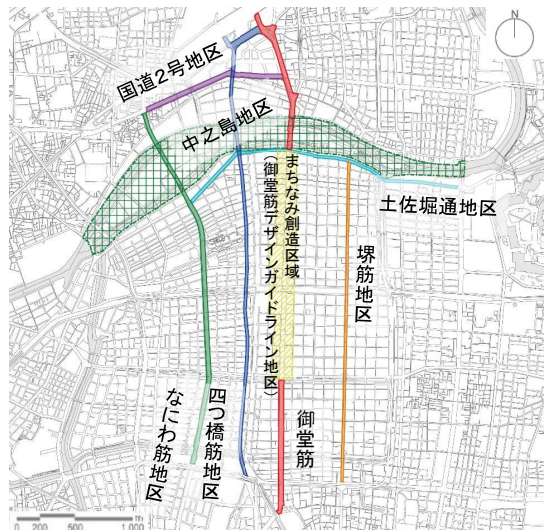 N
国道2号地区
中之島地区
土佐堀通地区
まちなみ創造区域
(御堂筋デザインガイドライン地区)
堺筋地区
御堂筋
四つ橋筋地区
なにわ筋地区
0 200 500 1,000 m